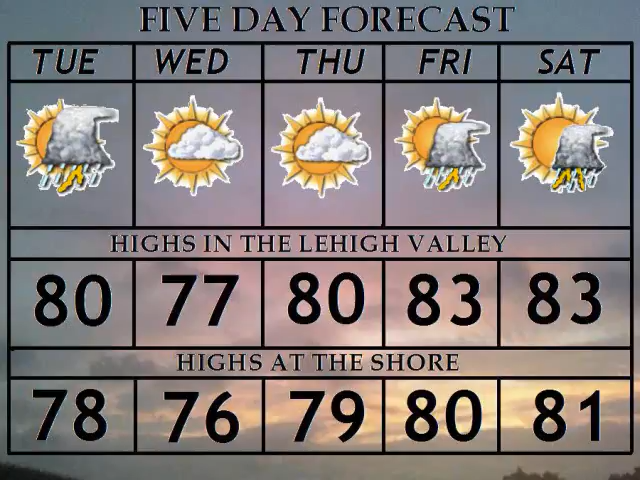 FIVE DAY FORECAST
TUE WED THU FRI SAT
HIGHS IN THE LEHIGH VALLEY
80 77 80 83 83
HIGHS AT THE SHORE
78 76 79 80 81